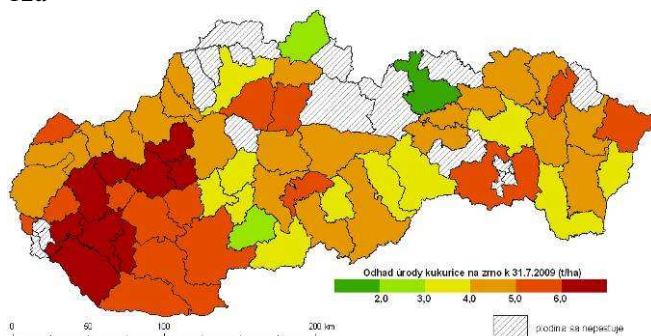 12a
Odhad úrody kukurice na zrno k 31.7.2009 (t/ha)
2,0 3,0 4,0 5,0 6,0
0 50 100 200 km
plodina sa nepestuje